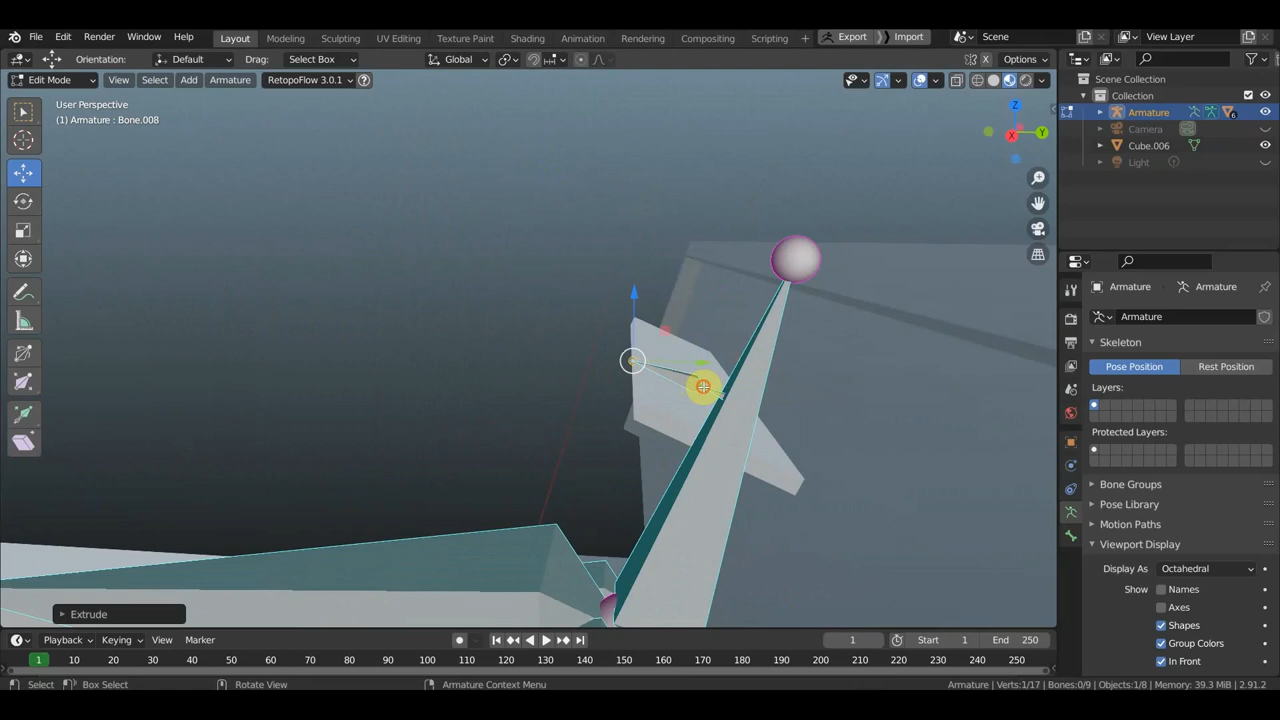 File Edit Render Window Help Layout Modeling Sculpting UV Editing Texture Paint Shading Animation Rendering Compositing Scripting + Export Import Scene View Layer
Orientation: Default Drag: Select Box Global X Options
Edit Mode View Select Add Armature RetopoFlow 3.0.1 ?
User Perspective
(1) Armature : Bone.008
Z
Y
X
Scene Collection
Collection
Armature 6
Camera
Cube.006
Light
Armature Armature
Armature
Skeleton
Pose Position Rest Position
Layers:
Protected Layers:
Bone Groups
Pose Library
Motion Paths
Viewport Display
Display As Octahedral
Show Names
Axes
Shapes
Group Colors
In Front
Extrude
Playback Keying View Marker 1 Start 1 End 250
1 10 20 30 40 50 60 70 80 90 100 110 120 130 140 150 160 170 180 190 200 210 220 230 240 250
Select Box Select Rotate View Armature Context Menu Armature | Verts:1/17 | Bones:0/9 | Objects:1/8 | Memory: 39.3 MiB | 2.91.2